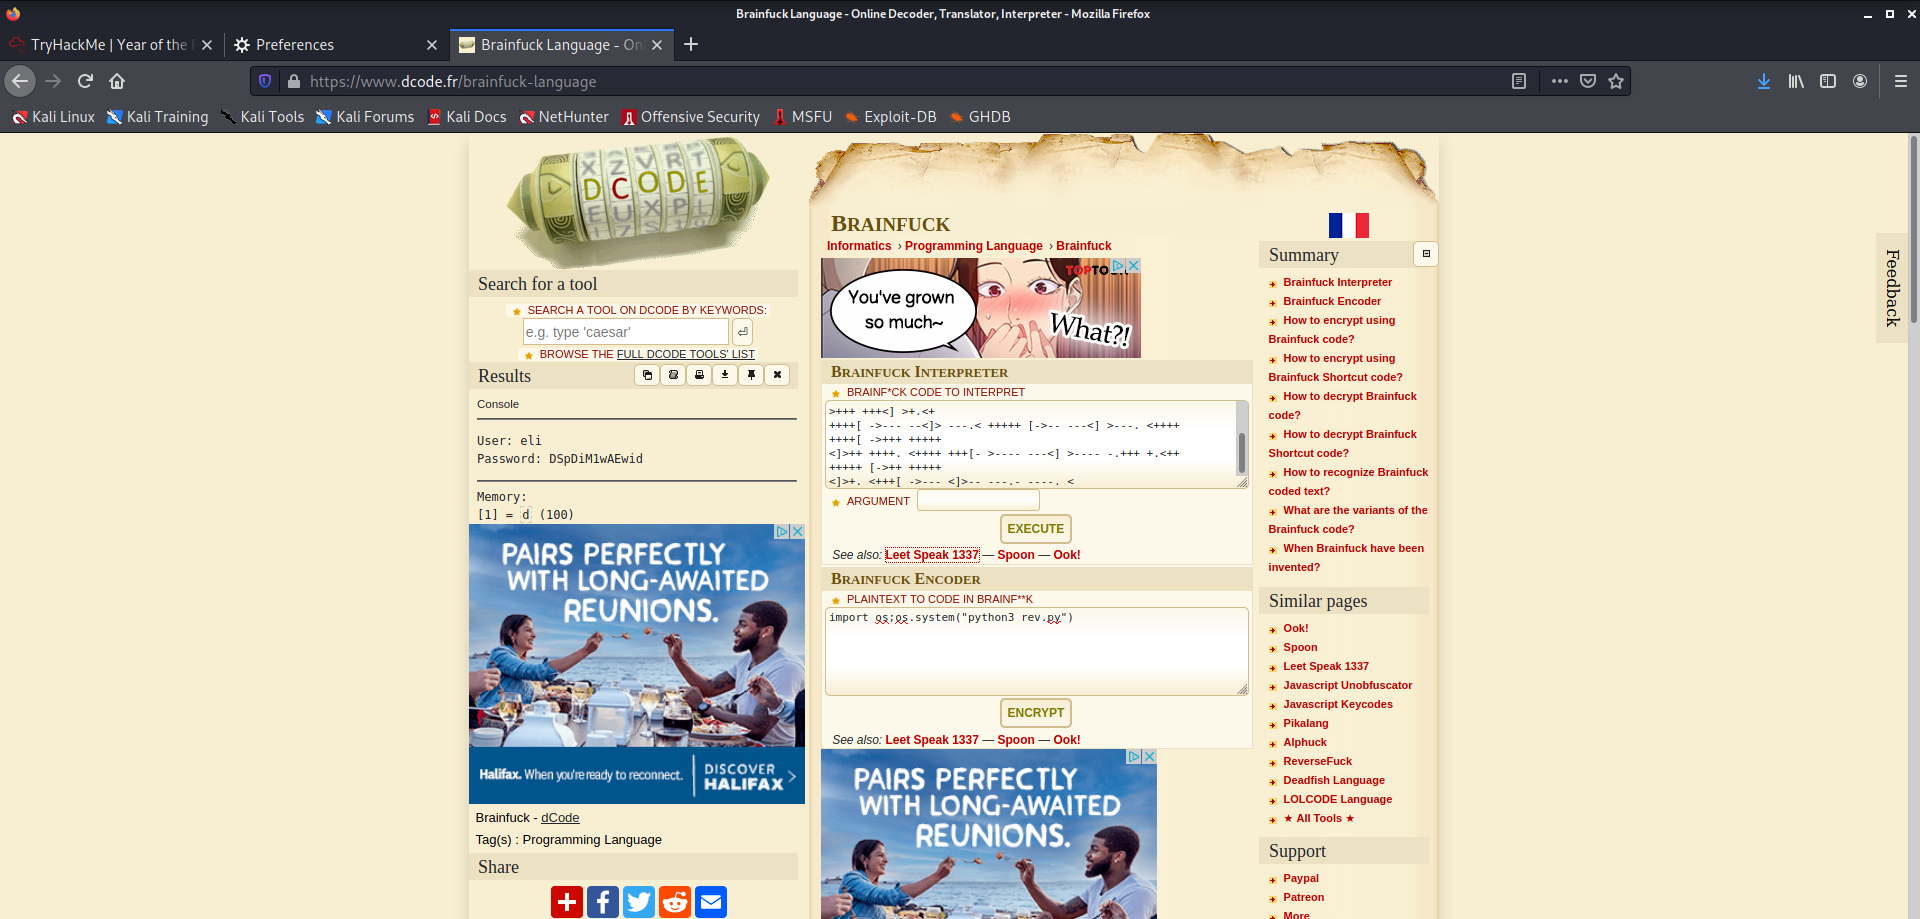 Brainfuck Language - Online Decoder, Translator, Interpreter - Mozilla Firefox
TryHackMe | Year of the
Preferences
Brainfuck Language - On
https://www.dcode.fr/brainfuck-language
Kali Linux Kali Training Kali Tools Kali Forums Kali Docs NetHunter Offensive Security MSFU Exploit-DB GHDB
DCODE
Search for a tool
SEARCH A TOOL ON DCODE BY KEYWORDS:
e.g. type 'caesar'
BROWSE THE FULL DCODE TOOLS' LIST
Results
Console
User: eli
Password: DSpDiM1wAEwid
Memory:
[1] = d (100)
PAIRS PERFECTLY
WITH LONG-AWAITED
REUNIONS.
Halifax. When you're ready to reconnect.
DISCOVER
HALIFAX
Brainfuck - dCode
Tag(s) : Programming Language
Share
BRAINFUCK
Informatics › Programming Language › Brainfuck
You've grown
so much~
What?!
BRAINFUCK INTERPRETER
BRAINF*CK CODE TO INTERPRET
>+++ +++<] >+.<+
++++[ ->--- --<]> ---.< +++++ [->-- ---<] >---. <++++
++++[ ->+++ +++++
<]>++ ++++. <++++ +++[- >---- ---<] >---- -.+++ +.<++
+++++ [->++ +++++
<]>+. <+++[ ->--- <]>-- ---.- ----. <
ARGUMENT
EXECUTE
See also: Leet Speak 1337 — Spoon — Ook!
BRAINFUCK ENCODER
PLAINTEXT TO CODE IN BRAINF**K
import os;os.system("python3 rev.py")
ENCRYPT
See also: Leet Speak 1337 — Spoon — Ook!
PAIRS PERFECTLY
WITH LONG-AWAITED
REUNIONS.
Summary
Brainfuck Interpreter
Brainfuck Encoder
How to encrypt using
Brainfuck code?
How to encrypt using
Brainfuck Shortcut code?
How to decrypt Brainfuck
code?
How to decrypt Brainfuck
Shortcut code?
How to recognize Brainfuck
coded text?
What are the variants of the
Brainfuck code?
When Brainfuck have been
invented?
Similar pages
Ook!
Spoon
Leet Speak 1337
Javascript Unobfuscator
Javascript Keycodes
Pikalang
Alphuck
ReverseFuck
Deadfish Language
LOLCODE Language
★ All Tools ★
Support
Paypal
Patreon
More
Feedback